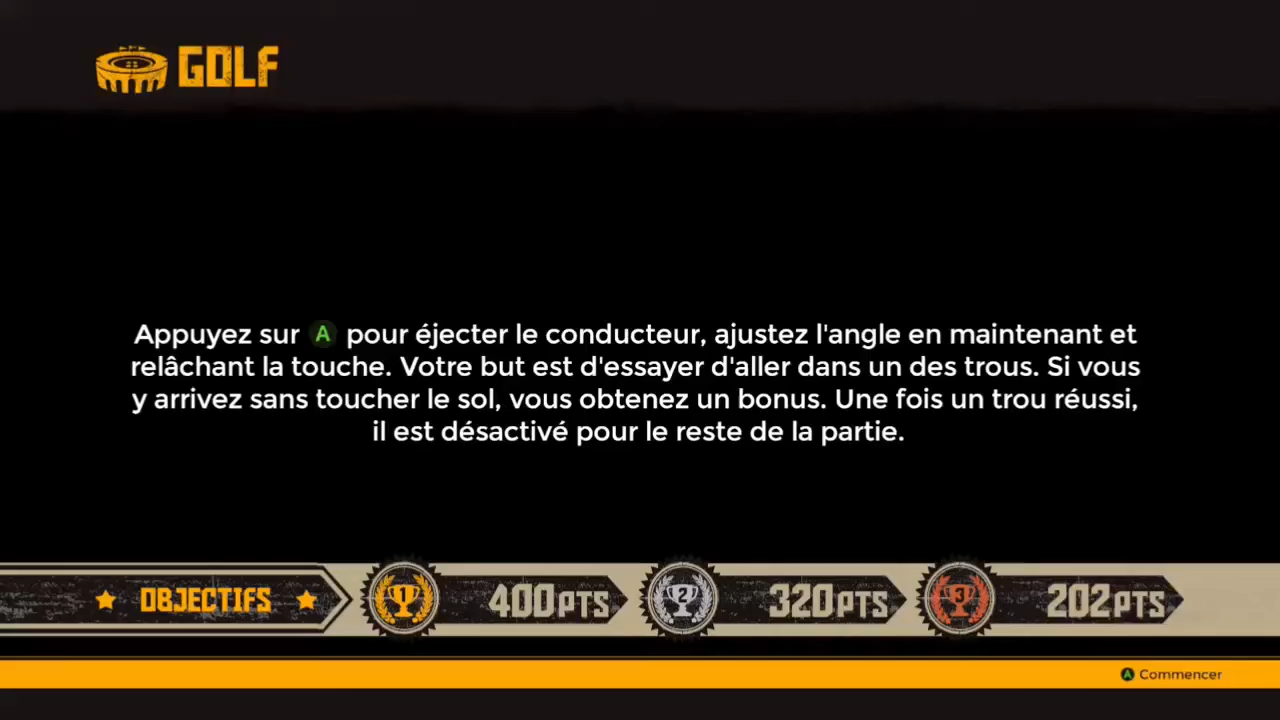 GOLF
Appuyez sur A pour éjecter le conducteur, ajustez l'angle en maintenant et
relâchant la touche. Votre but est d'essayer d'aller dans un des trous. Si vous
y arrivez sans toucher le sol, vous obtenez un bonus. Une fois un trou réussi,
il est désactivé pour le reste de la partie.
OBJECTIFS 1 400PTS 2 320PTS 3 202PTS
A Commencer